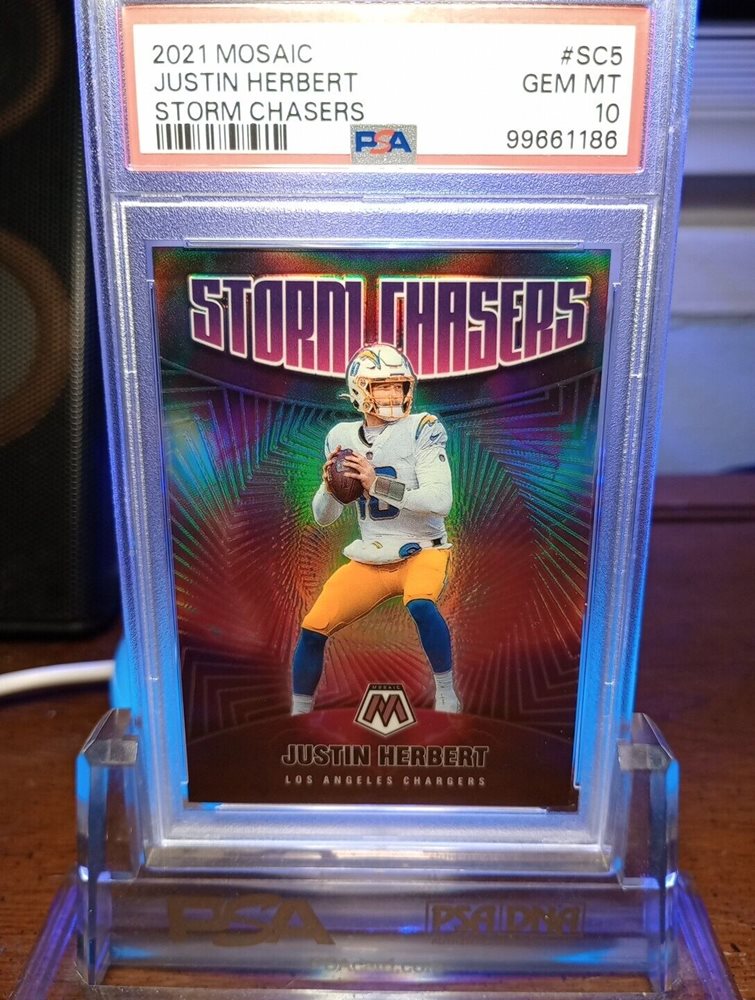 2021 MOSAIC #SC5
JUSTIN HERBERT GEM MT
STORM CHASERS 10
PSA 99661186
STORM CHASERS
MOSAIC
M
JUSTIN HERBERT
LOS ANGELES CHARGERS
PSA PSA DNA